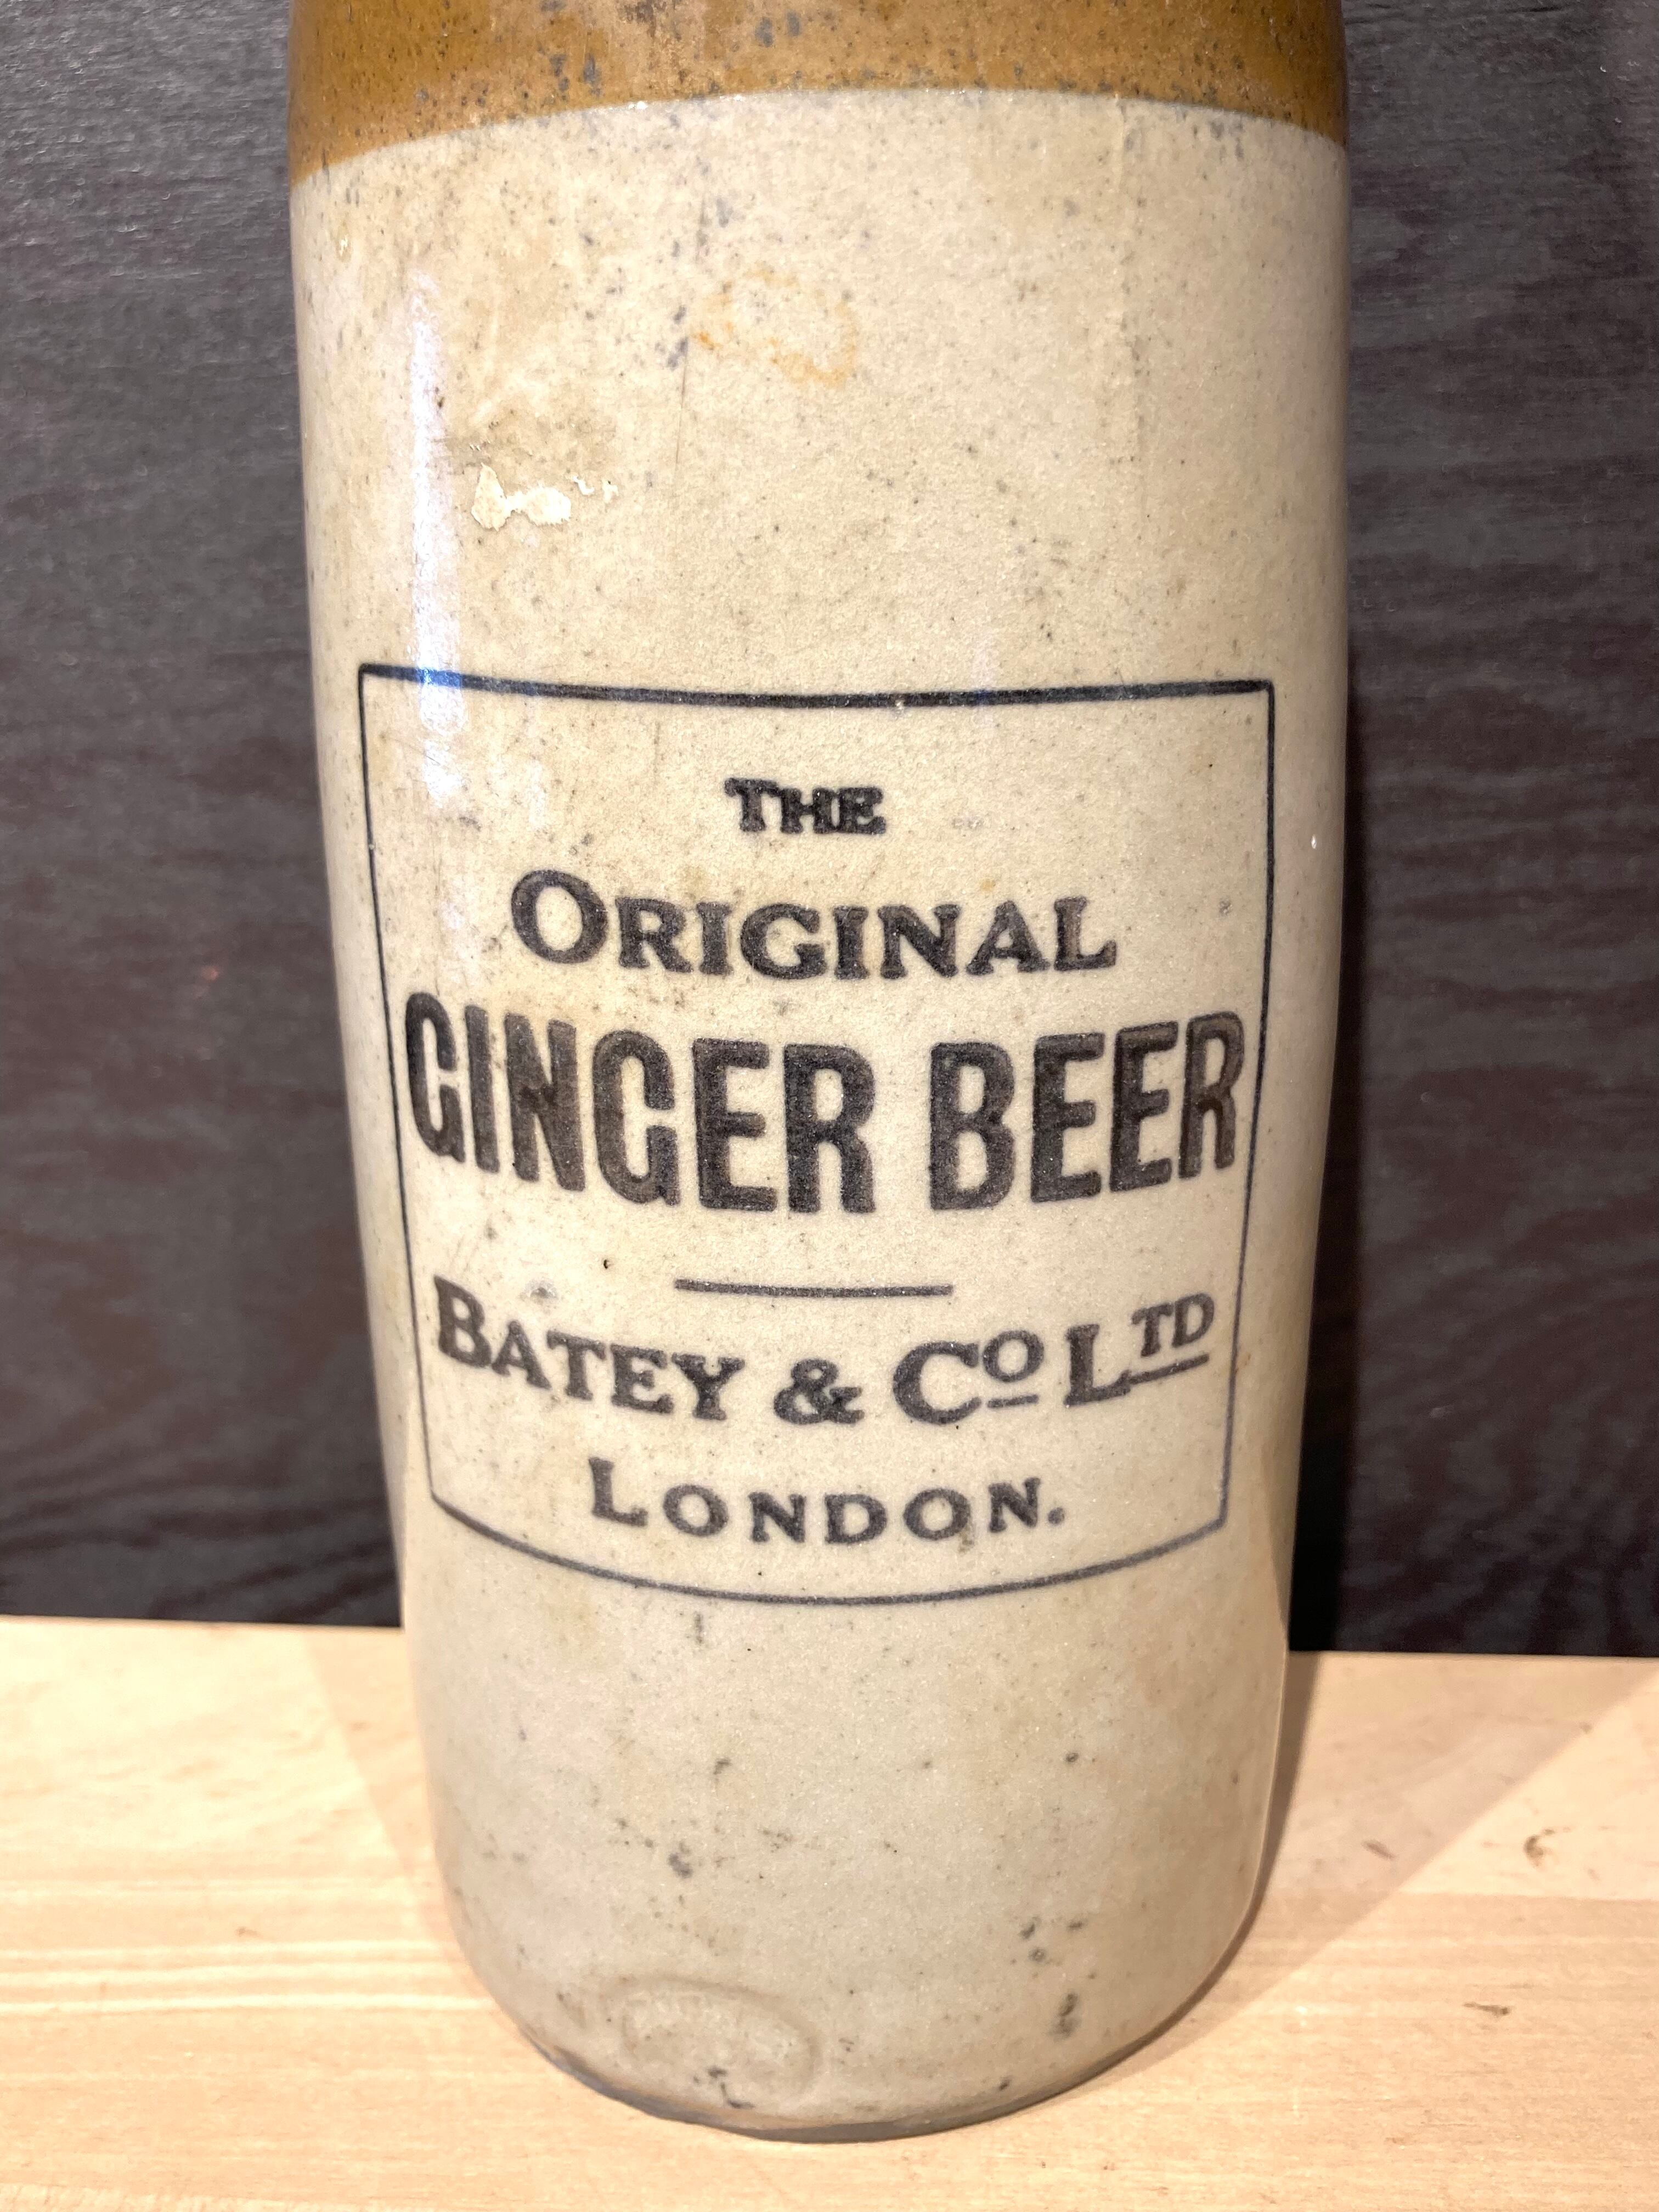 THE
ORIGINAL
GINGER BEER
BATEY & CO LTD
LONDON.